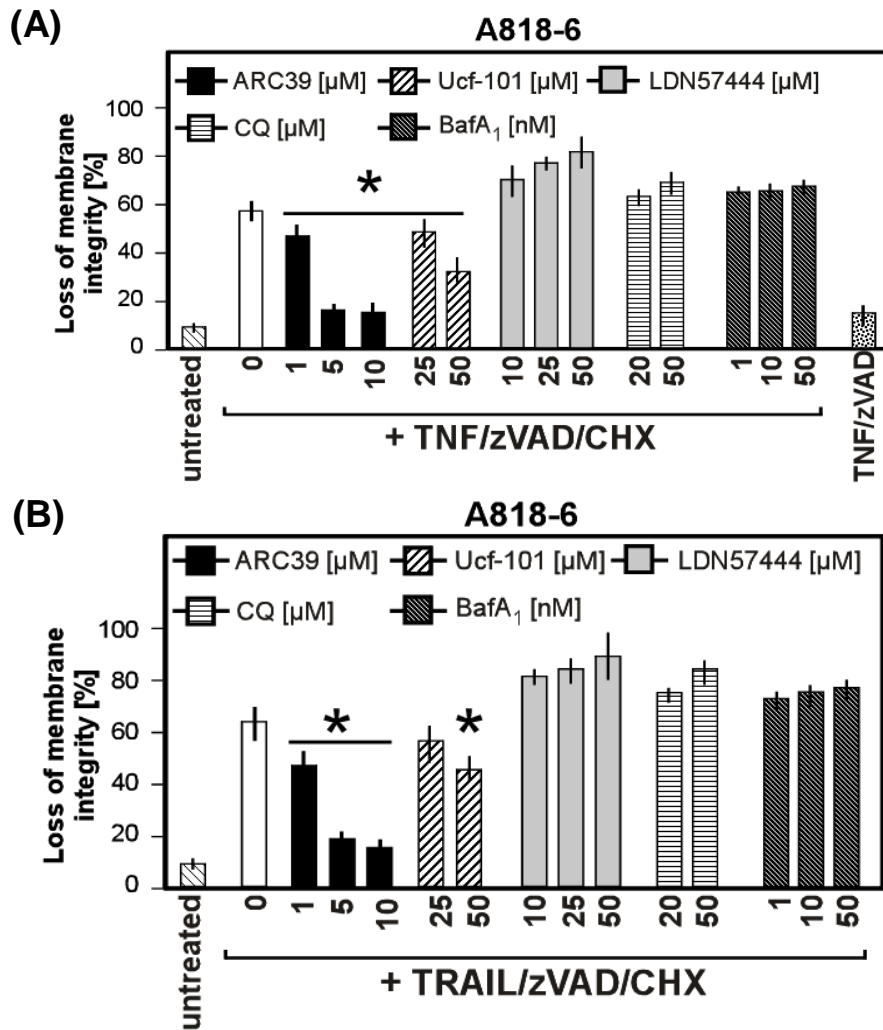 (A)
A818-6
ARC39 [µM] Ucf-101 [µM] LDN57444 [µM]
CQ [µM] BafA1 [nM]
Loss of membrane
integrity [%]
100
80
60
40
20
0
untreated 0 1 5 10 25 50 10 25 50 20 50 1 10 50 TNF/zVAD
* 
+ TNF/zVAD/CHX
(B)
A818-6
ARC39 [µM] Ucf-101 [µM] LDN57444 [µM]
CQ [µM] BafA1 [nM]
Loss of membrane
integrity [%]
100
80
60
40
20
0
* *
untreated 0 1 5 10 25 50 10 25 50 20 50 1 10 50
+ TRAIL/zVAD/CHX